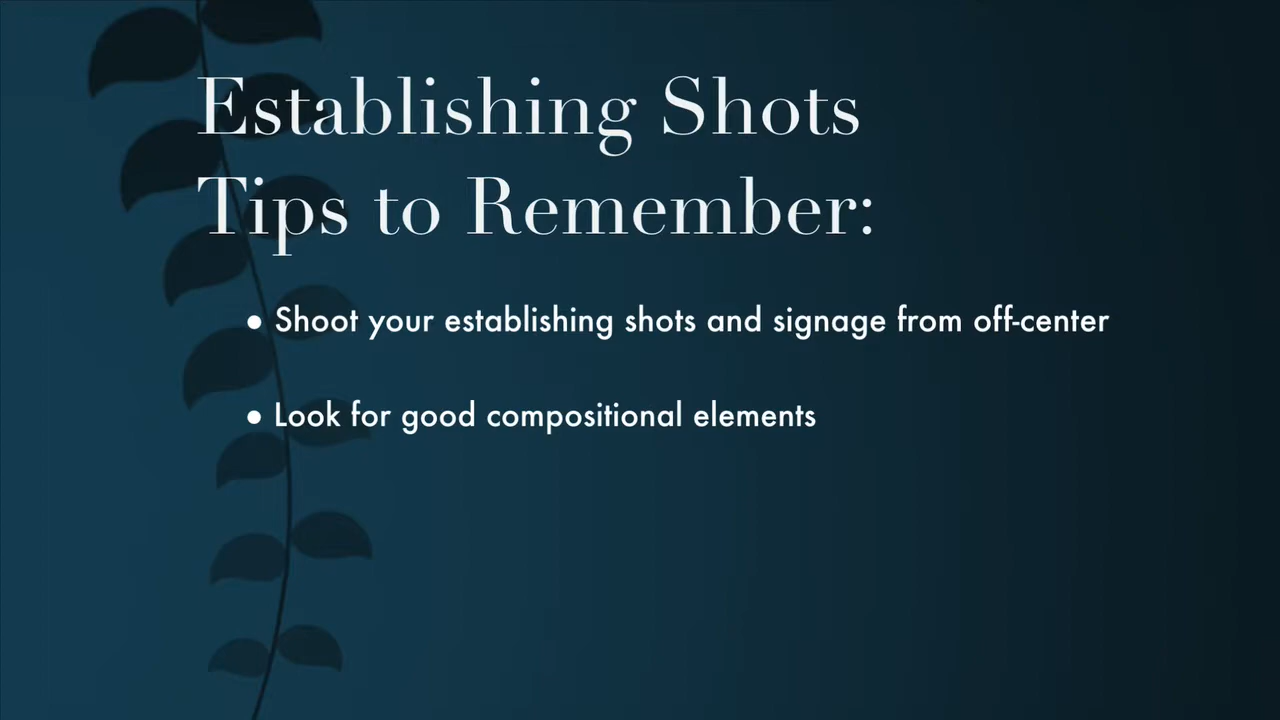 Establishing Shots
Tips to Remember:
• Shoot your establishing shots and signage from off-center
• Look for good compositional elements